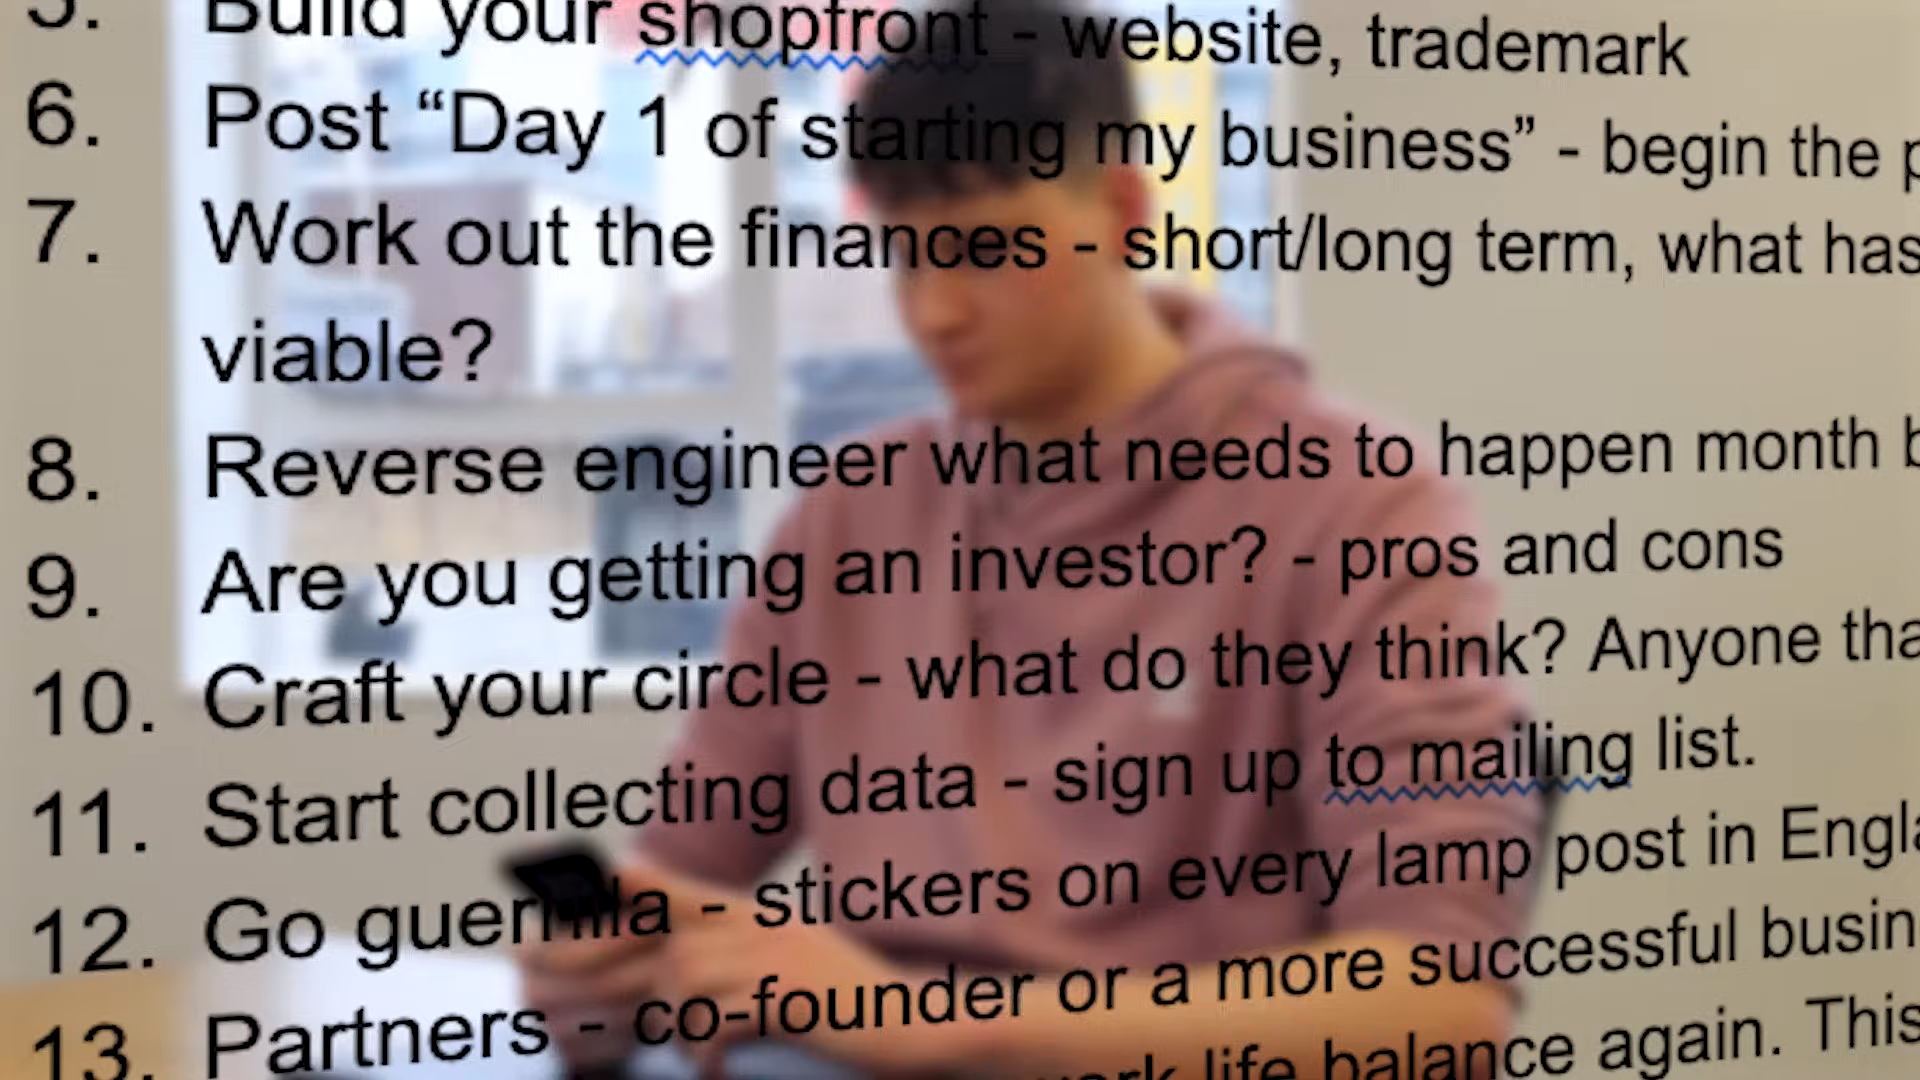 5. Build your shopfront - website, trademark
6. Post “Day 1 of starting my business” - begin the
7. Work out the finances - short/long term, what has
viable?
8. Reverse engineer what needs to happen month
9. Are you getting an investor? - pros and cons
10. Craft your circle - what do they think? Anyone
11. Start collecting data - sign up to mailing list.
12. Go guerrilla - stickers on every lamp post in
13. Partners - co-founder or a more successful
life balance again. This